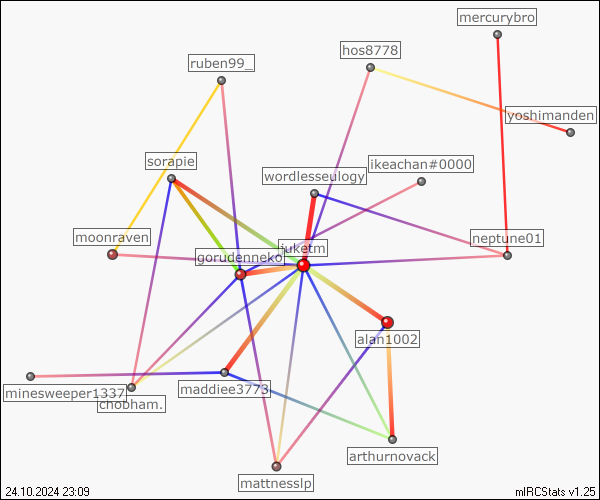 mercurybro
hos8778
ruben99_
yoshimanden
sorapie
ikeachan#0000
wordlesseulogy
moonraven
neptune01
juketm
gorudenneko
alan1002
maddiee3773
minesweeper1337
chobham.
arthurnovack
mattnesslp
24.10.2024 23:09
mIRCStats v1.25